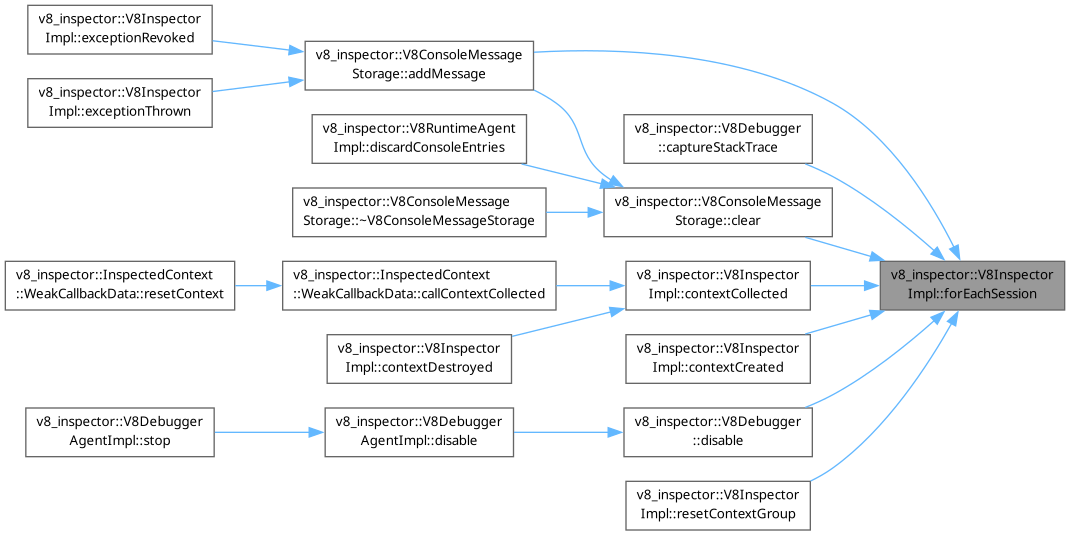 v8_inspector::V8Inspector
Impl::exceptionRevoked
v8_inspector::V8ConsoleMessage
Storage::addMessage
v8_inspector::V8Inspector
Impl::exceptionThrown
v8_inspector::V8RuntimeAgent
Impl::discardConsoleEntries
v8_inspector::V8Debugger
::captureStackTrace
v8_inspector::V8ConsoleMessage
Storage::~V8ConsoleMessageStorage
v8_inspector::V8ConsoleMessage
Storage::clear
v8_inspector::InspectedContext
::WeakCallbackData::resetContext
v8_inspector::InspectedContext
::WeakCallbackData::callContextCollected
v8_inspector::V8Inspector
Impl::contextCollected
v8_inspector::V8Inspector
Impl::forEachSession
v8_inspector::V8Inspector
Impl::contextDestroyed
v8_inspector::V8Inspector
Impl::contextCreated
v8_inspector::V8Debugger
AgentImpl::stop
v8_inspector::V8Debugger
AgentImpl::disable
v8_inspector::V8Debugger
::disable
v8_inspector::V8Inspector
Impl::resetContextGroup